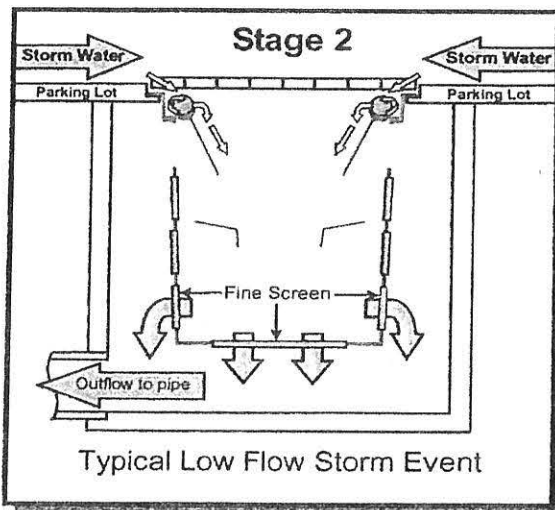 Stage 2
Storm Water
Storm Water
Parking Lot
Parking Lot
Fine Screen
Outflow to pipe
Typical Low Flow Storm Event